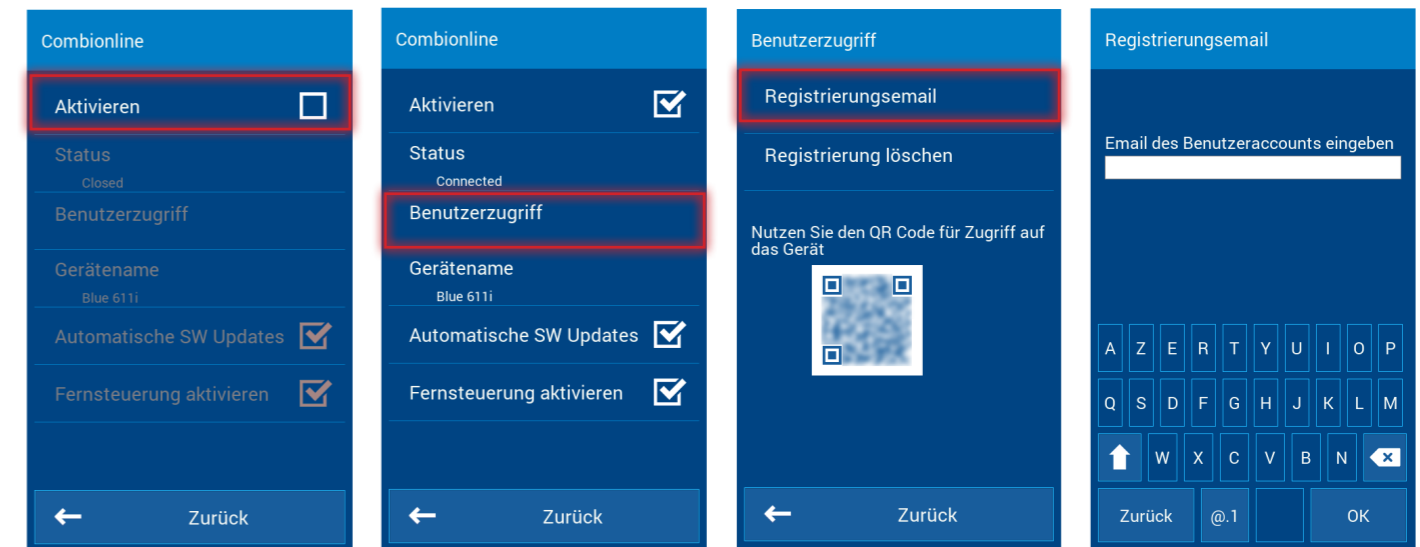 Combionline
Aktivieren
Status
Closed
Benutzerzugriff
Gerätename
Blue 611i
Automatische SW Updates
Fernsteuerung aktivieren
Zurück
Combionline
Aktivieren
Status
Connected
Benutzerzugriff
Gerätename
Blue 611i
Automatische SW Updates
Fernsteuerung aktivieren
Zurück
Benutzerzugriff
Registrierungsemail
Registrierung löschen
Nutzen Sie den QR Code für Zugriff auf
das Gerät
Zurück
Registrierungsemail
Email des Benutzeraccounts eingeben
A Z E R T Y U I O P
Q S D F G H J K L M
W X C V B N
Zurück @.1 OK